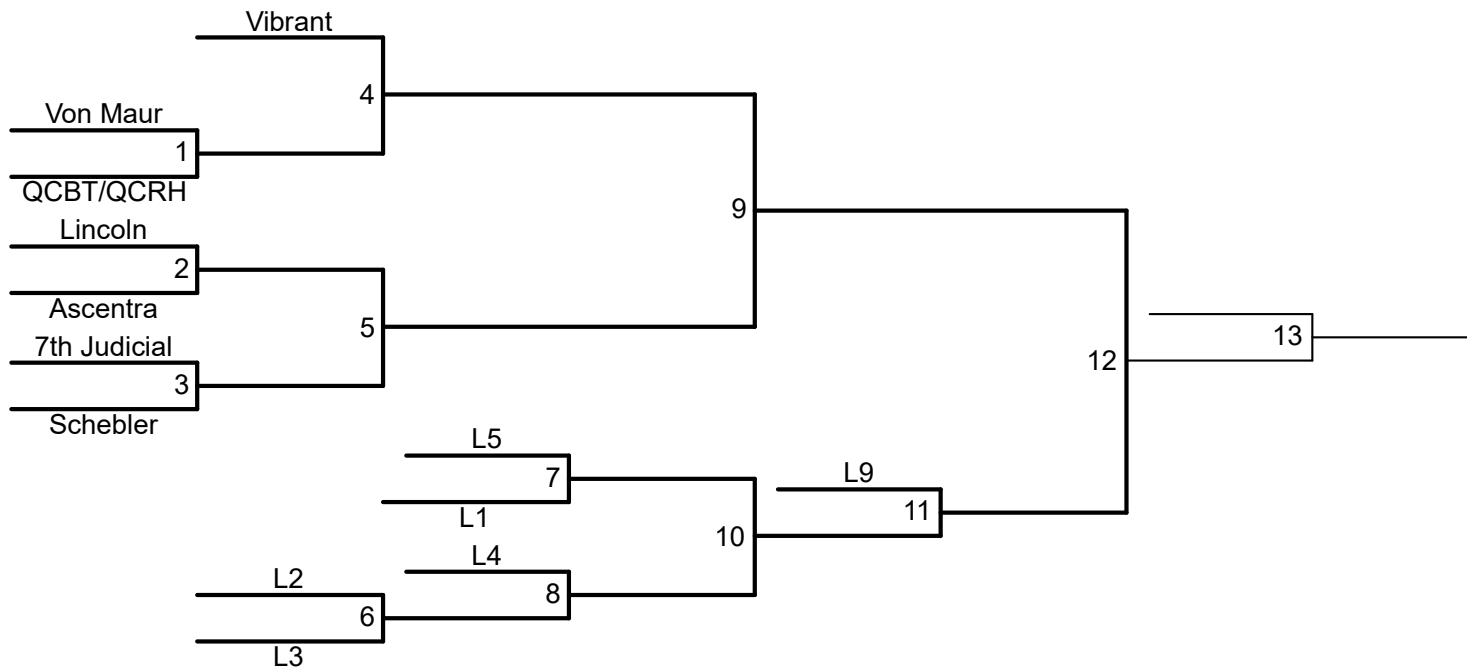 Vibrant
4
Von Maur
1
QCBT/QCRH
Lincoln
2
Ascentra
5
7th Judicial
3
Schebler
9
12
13
L5
7
L1
L9
11
10
L4
8
L2
6
L3